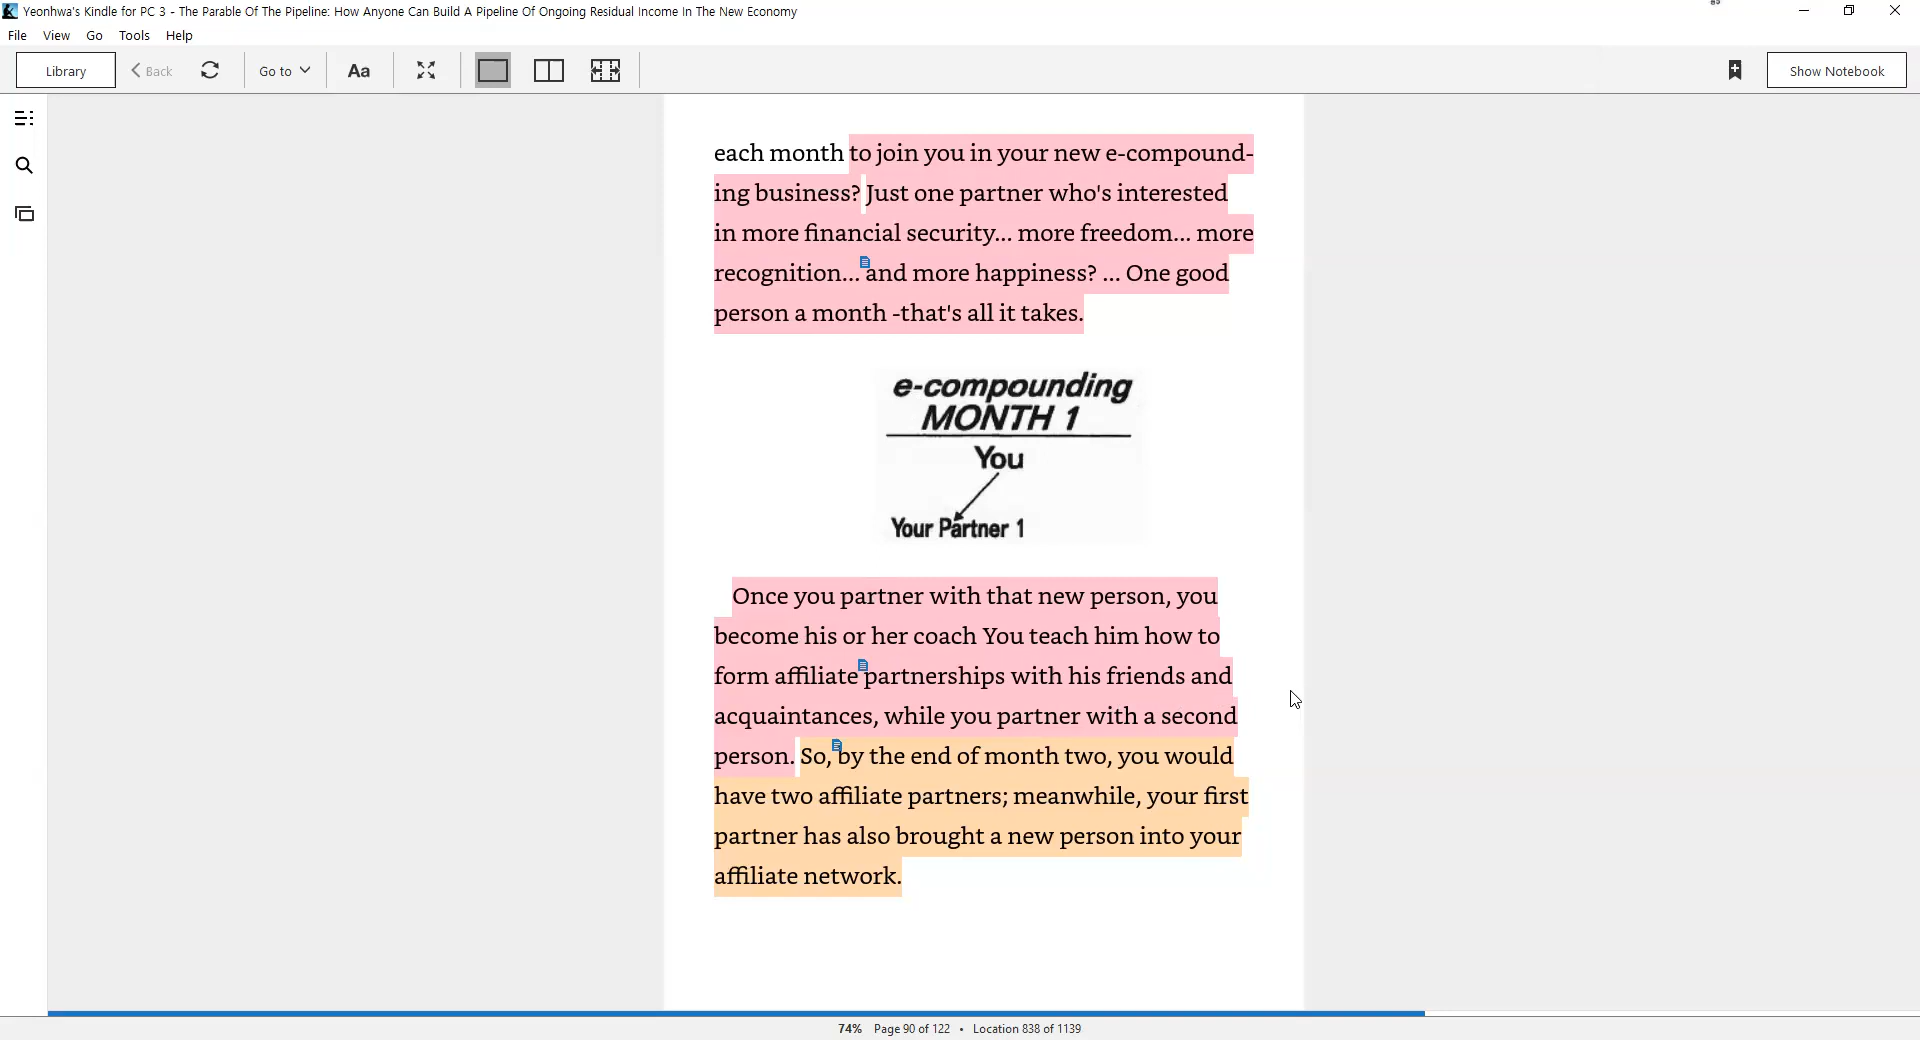 Yeonhwa's Kindle for PC 3 - The Parable Of The Pipeline: How Anyone Can Build A Pipeline Of Ongoing Residual Income In The New Economy
File View Go Tools Help
Library Back Go to Aa Show Notebook
each month to join you in your new e-compound-
ing business? Just one partner who's interested
in more financial security... more freedom... more
recognition... and more happiness? ... One good
person a month -that's all it takes.
e-compounding
MONTH 1
You
Your Partner 1
Once you partner with that new person, you
become his or her coach You teach him how to
form affiliate partnerships with his friends and
acquaintances, while you partner with a second
person. So, by the end of month two, you would
have two affiliate partners; meanwhile, your first
partner has also brought a new person into your
affiliate network.
74% Page 90 of 122 • Location 838 of 1139